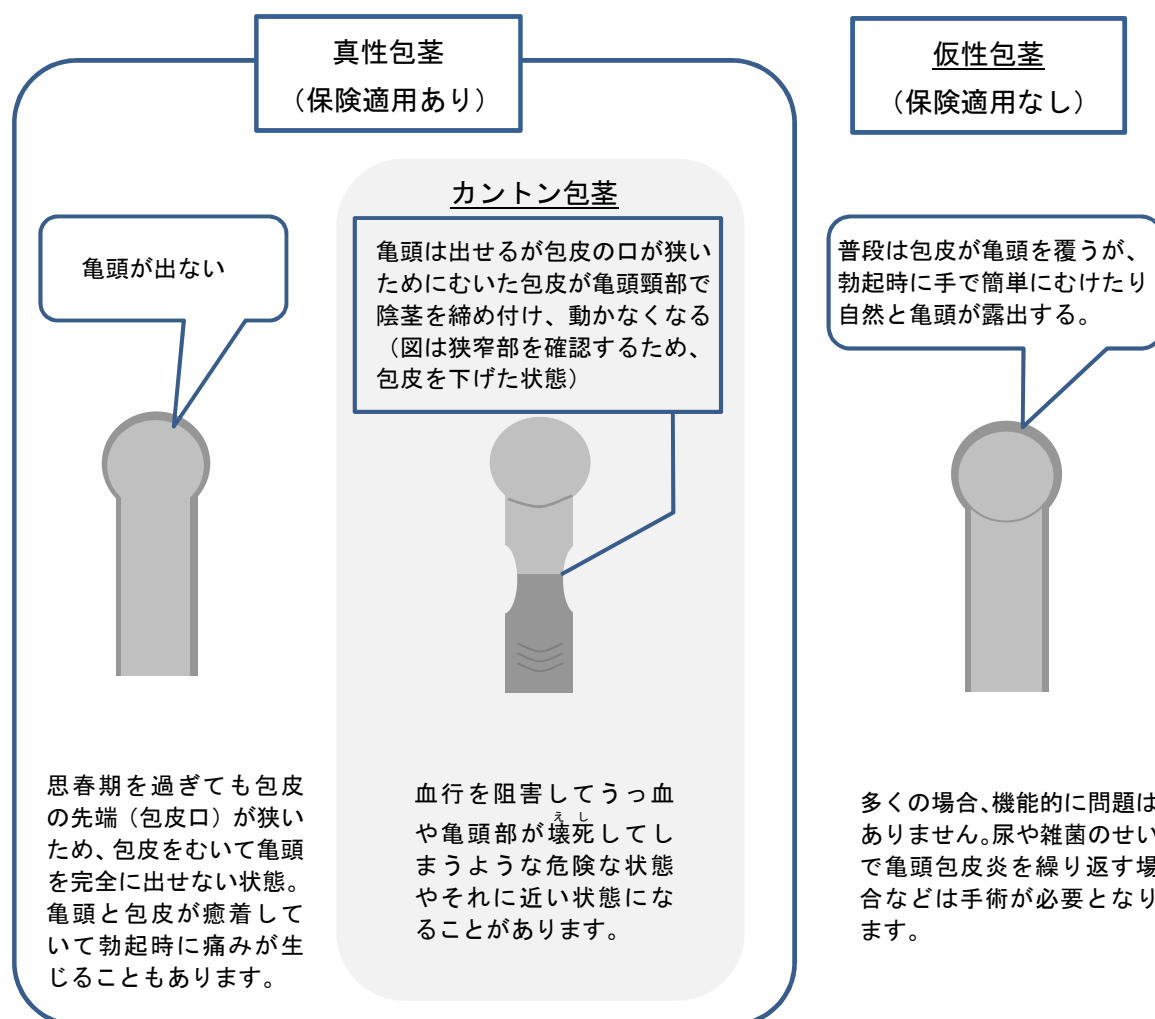 真性包茎
（保険適用あり）
仮性包茎
（保険適用なし）
亀頭が出ない
カントン包茎
亀頭は出せるが包皮の口が狭い
ためにむいた包皮が亀頭頸部で
陰茎を締め付け、動かなくなる
（図は狭窄部を確認するため、
包皮を下げた状態）
普段は包皮が亀頭を覆うが、
勃起時に手で簡単にむけたり
自然と亀頭が露出する。
思春期を過ぎても包皮
の先端（包皮口）が狭い
ため、包皮をむいて亀頭
を完全に出せない状態。
亀頭と包皮が癒着して
いて勃起時に痛みが生
じることもあります。
血行を阻害してうっ血
えし
や亀頭部が壊死してし
まうような危険な状態
やそれに近い状態にな
ることがあります。
多くの場合、機能的に問題は
ありません。尿や雑菌のせい
で亀頭包皮炎を繰り返す場
合などは手術が必要となり
ます。